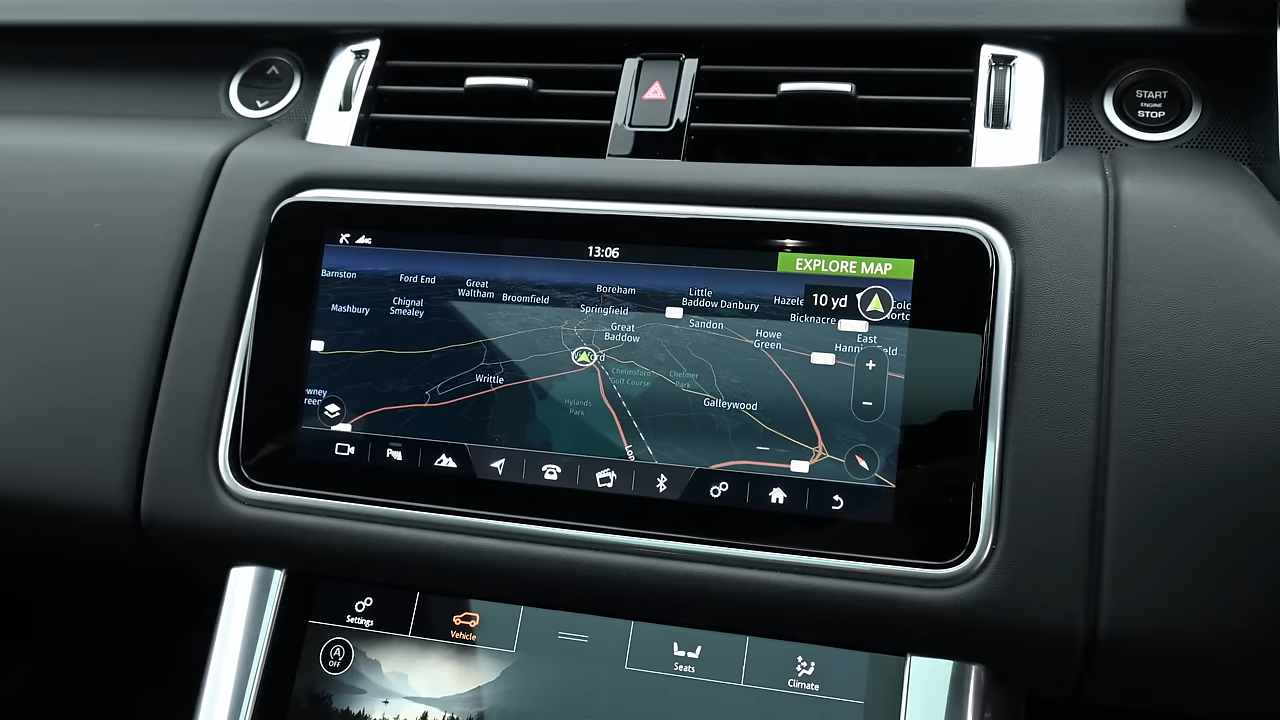 START
ENGINE
STOP
4G
13:06
EXPLORE MAP
10 yd
Barnston
Ford End
Great
Waltham
Broomfield
Boreham
Little
Baddow
Danbury
Mashbury
Chignal
Smealey
Springfield
Great
Baddow
Sandon
Bicknacre
Howe
Green
East
Writtle
Chelmsford
Golf Course
Chelmer
Park
Hylands
Park
Galleywood
Settings
Vehicle
Seats
Climate
A
OFF